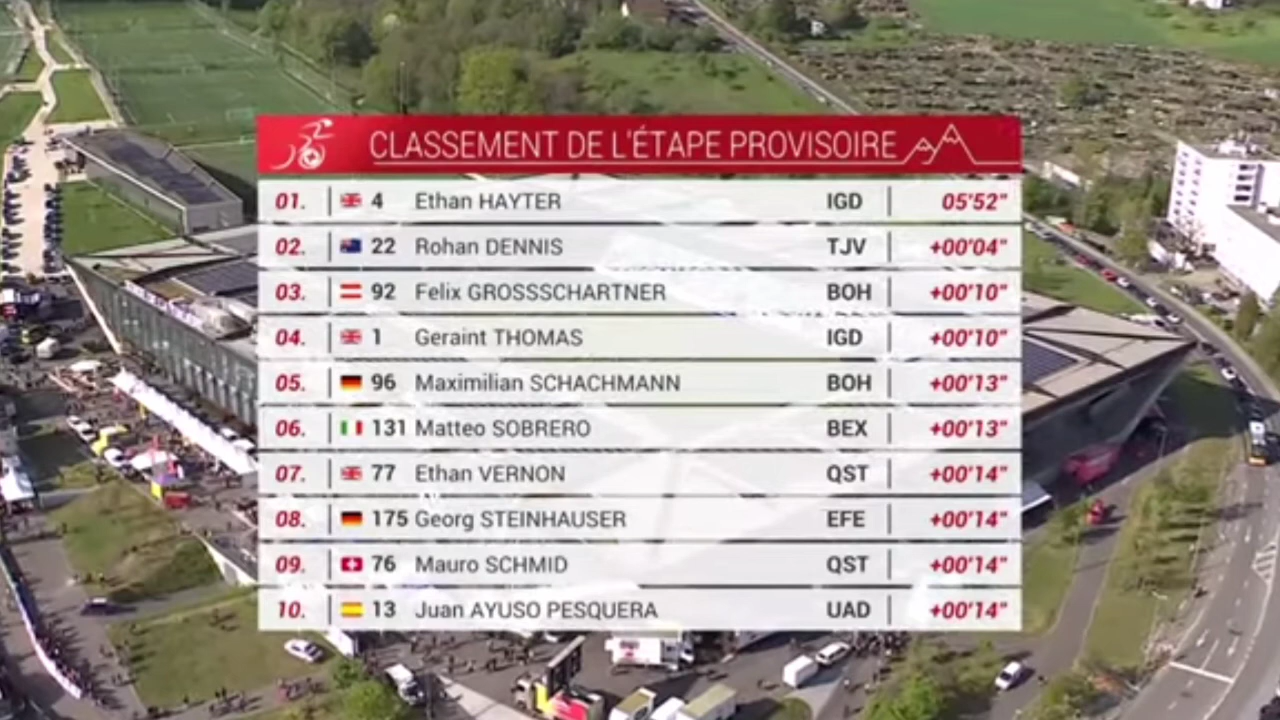 CLASSEMENT DE L'ÉTAPE PROVISOIRE
01. 4 Ethan HAYTER IGD 05'52"
02. 22 Rohan DENNIS TJV +00'04"
03. 92 Felix GROSSSCHARTNER BOH +00'10"
04. 1 Geraint THOMAS IGD +00'10"
05. 96 Maximilian SCHACHMANN BOH +00'13"
06. 131 Matteo SOBRERO BEX +00'13"
07. 77 Ethan VERNON QST +00'14"
08. 175 Georg STEINHAUSER EFE +00'14"
09. 76 Mauro SCHMID QST +00'14"
10. 13 Juan AYUSO PESQUERA UAD +00'14"